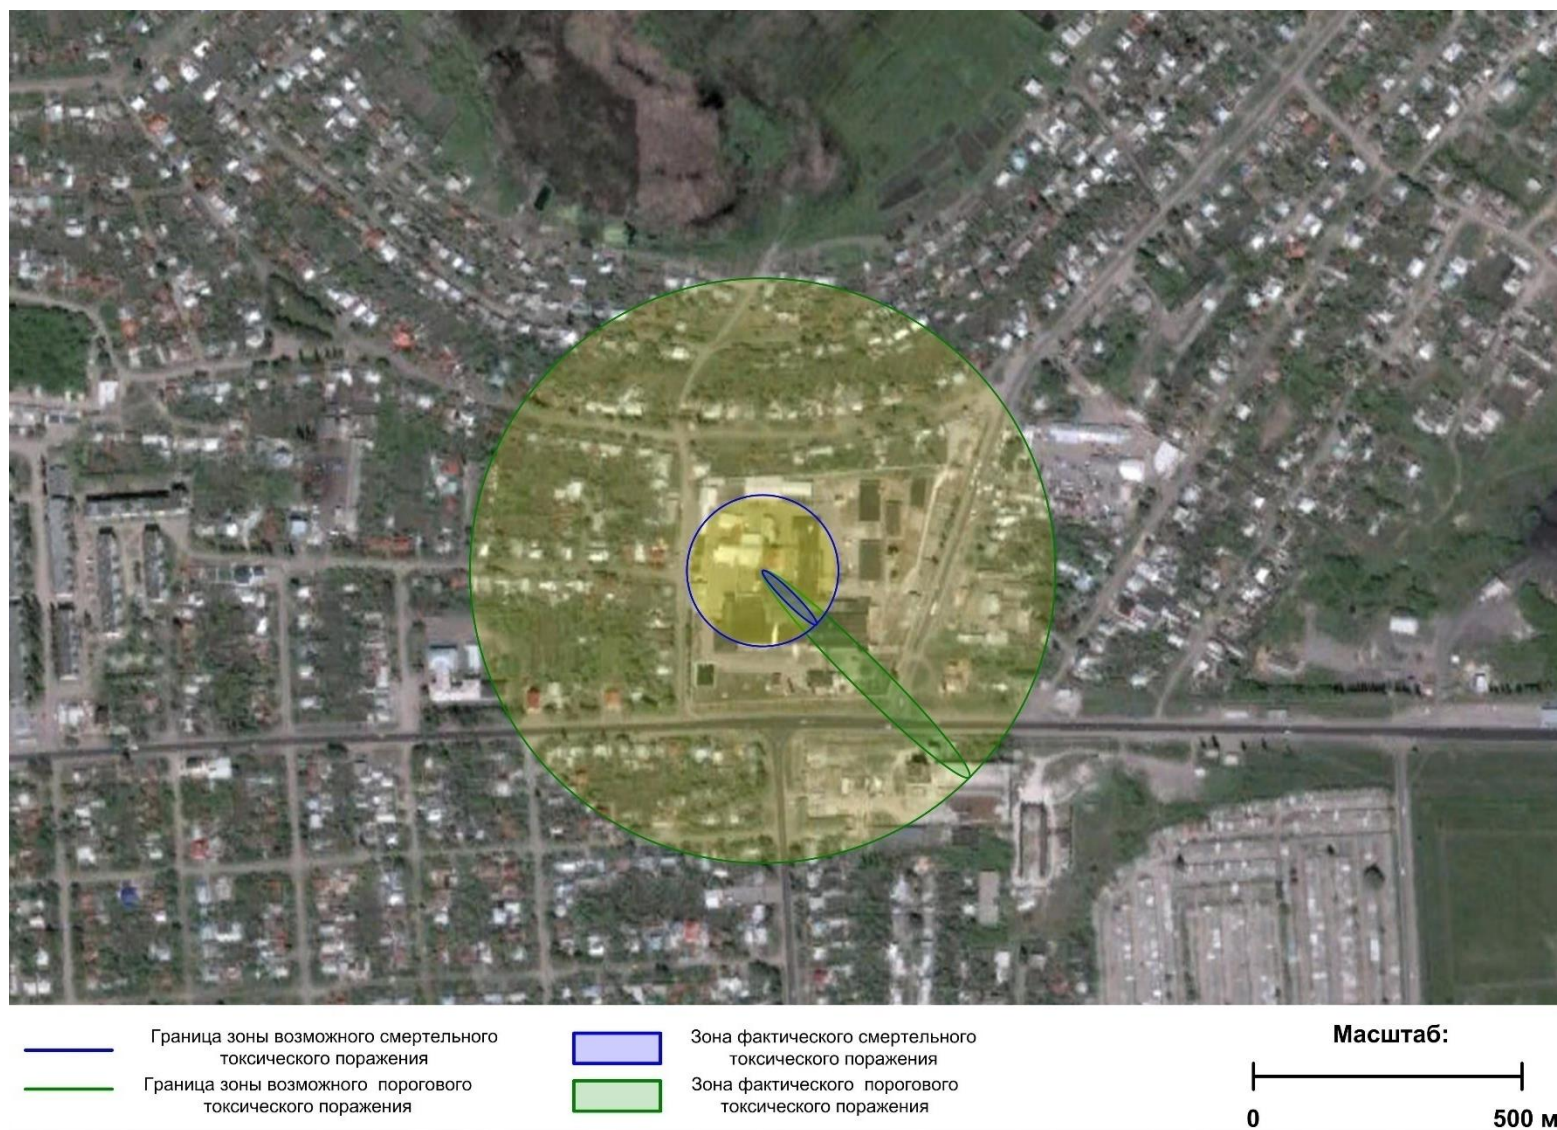 Граница зоны возможного смертельного
токсического поражения
Граница зоны возможного порогового
токсического поражения
Зона фактического смертельного
токсического поражения
Зона фактического порогового
токсического поражения
Масштаб:
0
500 м